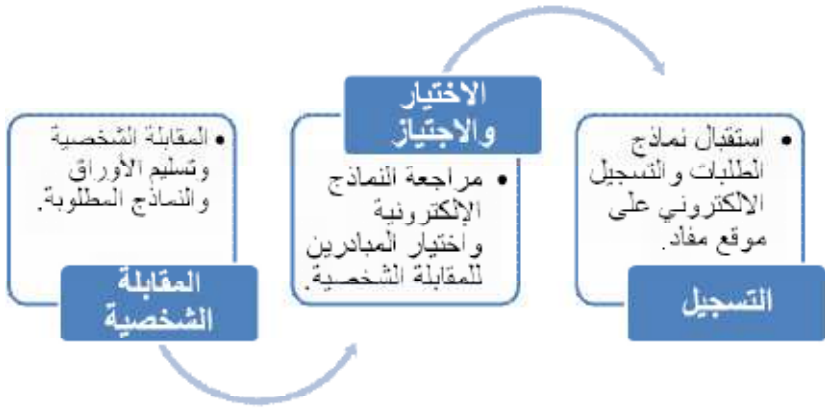 استقبال نماذج
الطلبات والتسجيل
الالكتروني على
موقع مفاد.
التسجيل
الاختيار
والاجتياز
مراجعة النماذج
الإلكترونية
واختيار المبادرين
للمقابلة الشخصية.
المقابلة الشخصية
وتسليم الأوراق
والنماذج المطلوبة.
المقابلة
الشخصية